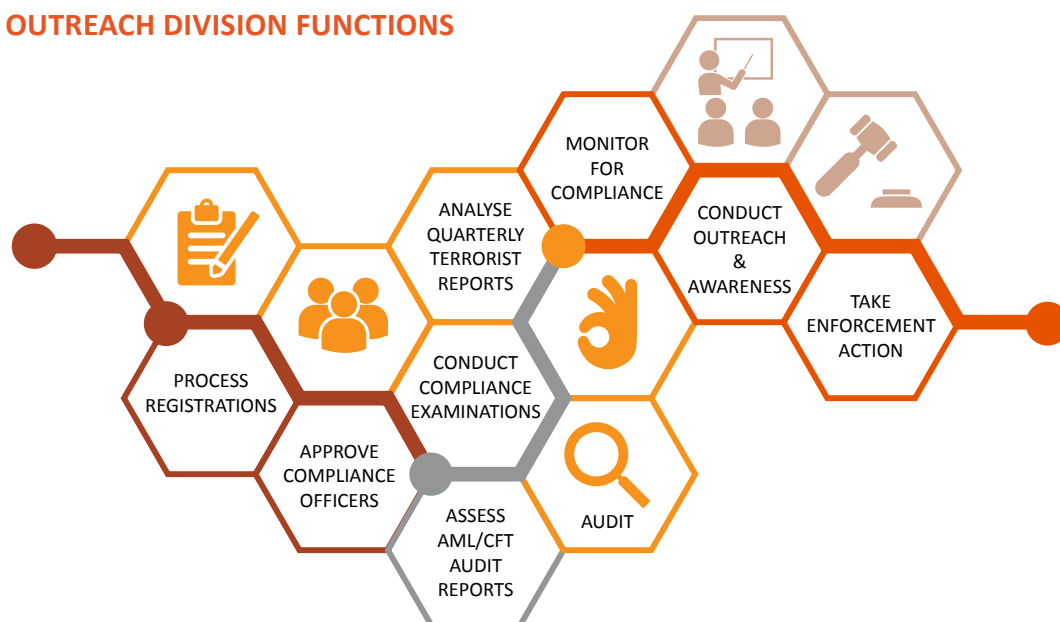 OUTREACH DIVISION FUNCTIONS
PROCESS
REGISTRATIONS
APPROVE
COMPLIANCE
OFFICERS
ANALYSE
QUARTERLY
TERRORIST
REPORTS
CONDUCT
COMPLIANCE
EXAMINATIONS
ASSESS
AML/CFT
AUDIT
REPORTS
AUDIT
MONITOR
FOR
COMPLIANCE
CONDUCT
OUTREACH
&
AWARENESS
TAKE
ENFORCEMENT
ACTION